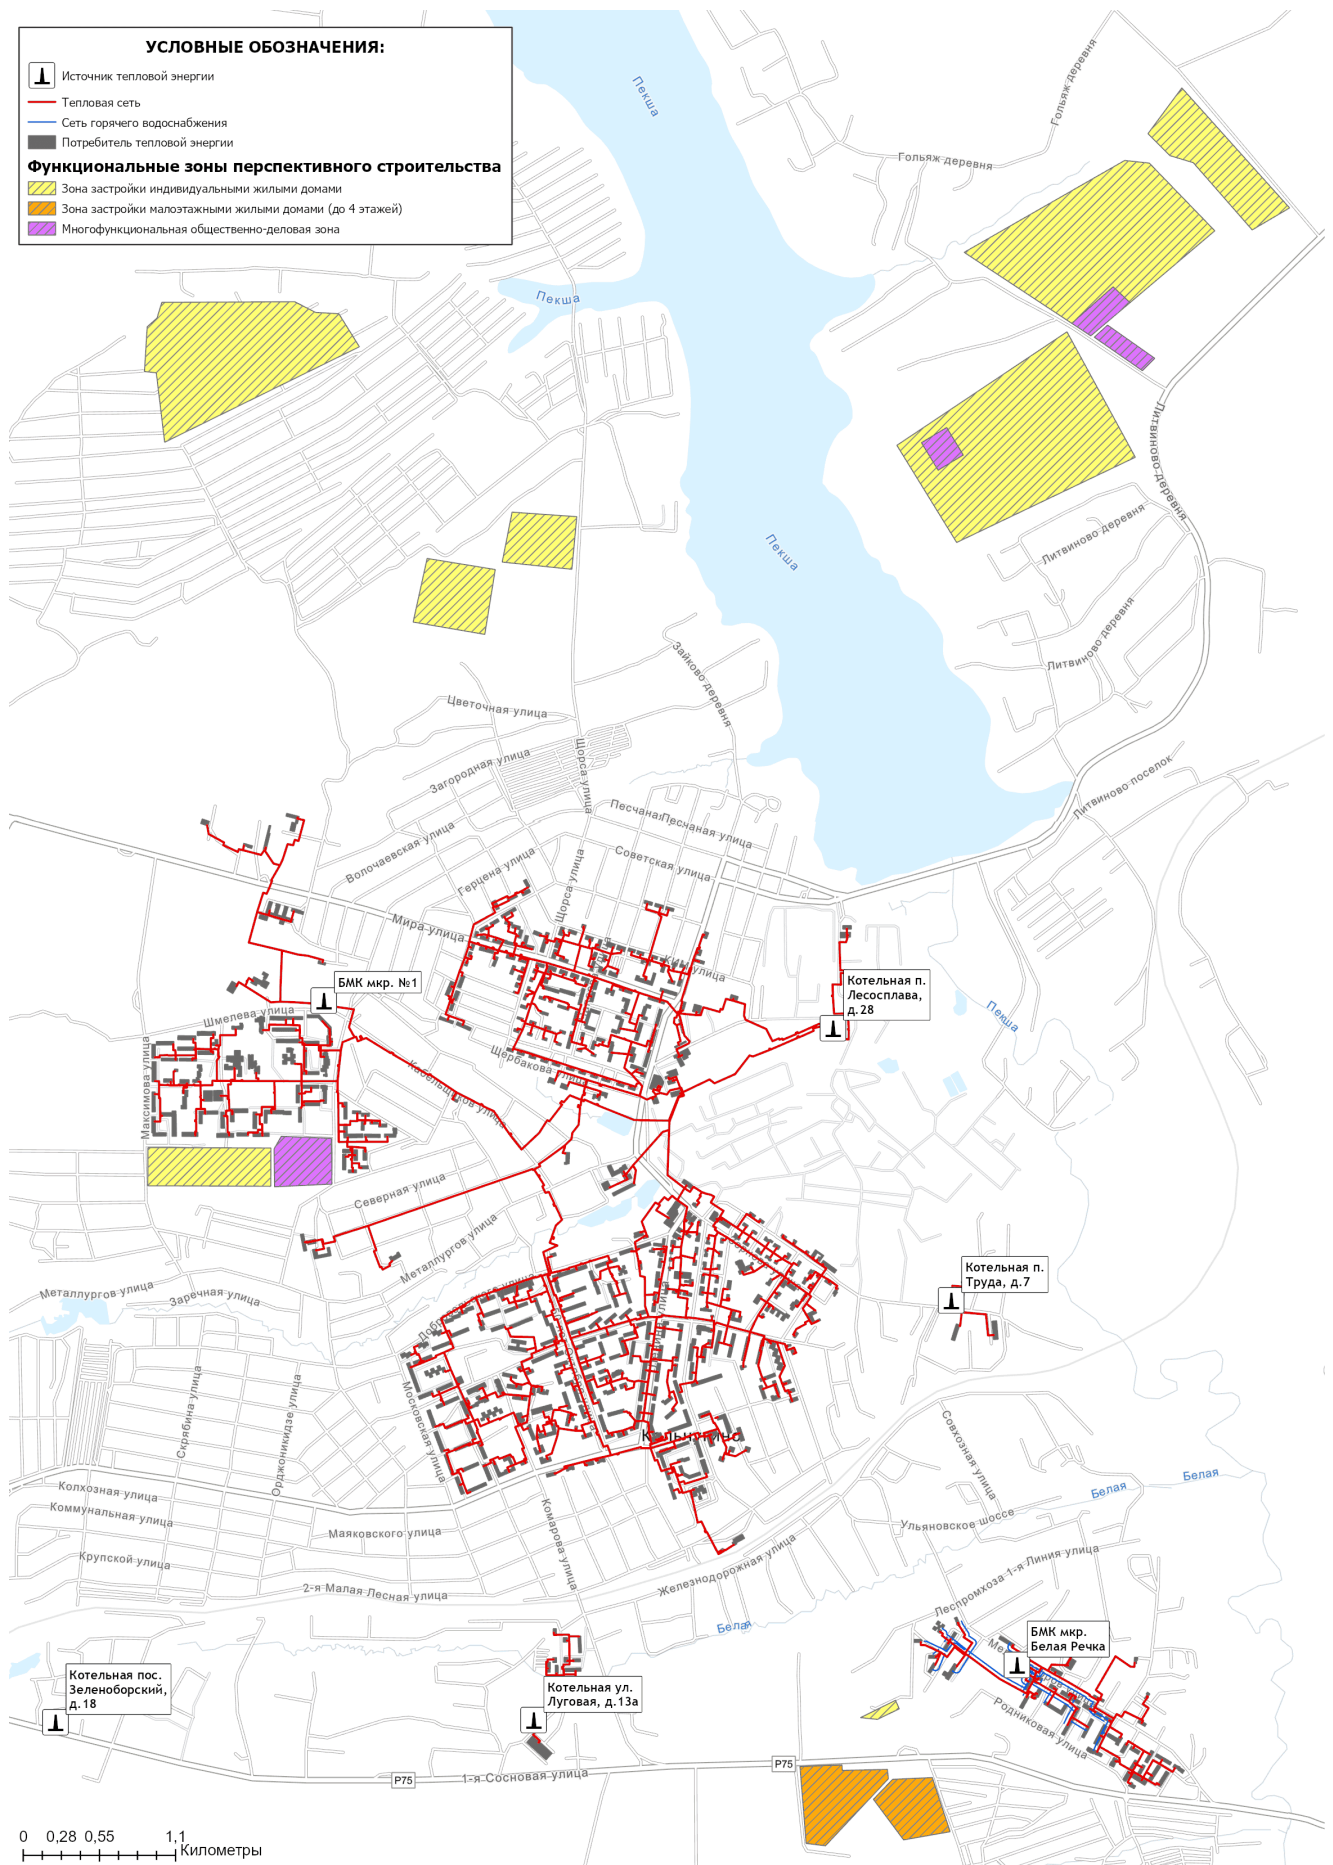 УСЛОВНЫЕ ОБОЗНАЧЕНИЯ:
Источник тепловой энергии
Тепловая сеть
Сеть горячего водоснабжения
Потребитель тепловой энергии
Функциональные зоны перспективного строительства
Зона застройки индивидуальными жилыми домами
Зона застройки малоэтажными жилыми домами (до 4 этажей)
Многофункциональная общественно-деловая зона
Пекша
Гольяж деревня
Гольяж деревня
Пекша
Литвиново деревня
Пекша
Литвиново деревня
Литвиново деревня
Зайково деревня
Цветочная улица
Щорса улица
Загородная улица
Литвиново поселок
Песчаная
Песчаная улица
Волочаевская улица
Герцена улица
Щорса улица
Советская улица
Мира улица
КИМ улица
БМК мкр. №1
Котельная п.
Лесосплава,
д.28
Пекша
Шмелева улица
Максимова улица
Щербакова улица
Кабельщиков улица
Северная улица
Металлургов улица
Котельная п.
Труда, д.7
Металлургов улица
Заречная улица
Ленина улица
Московская улица
Скрябина улица
Орджоникидзе улица
Совхозная улица
Белая
Белая
Колхозная улица
Коммунальная улица
Маяковского улица
Комарова улица
Ульяновское шоссе
Крупской улица
2-я Малая Лесная улица
Железнодорожная улица
Леспромхоза 1-я Линия улица
Белая
БМК мкр.
Белая Речка
Родниковая улица
Котельная пос.
Зеленоборский,
д.18
Котельная ул.
Луговая, д.13а
P75
P75
1-я Сосновая улица
0 0,28 0,55 1,1
Километры